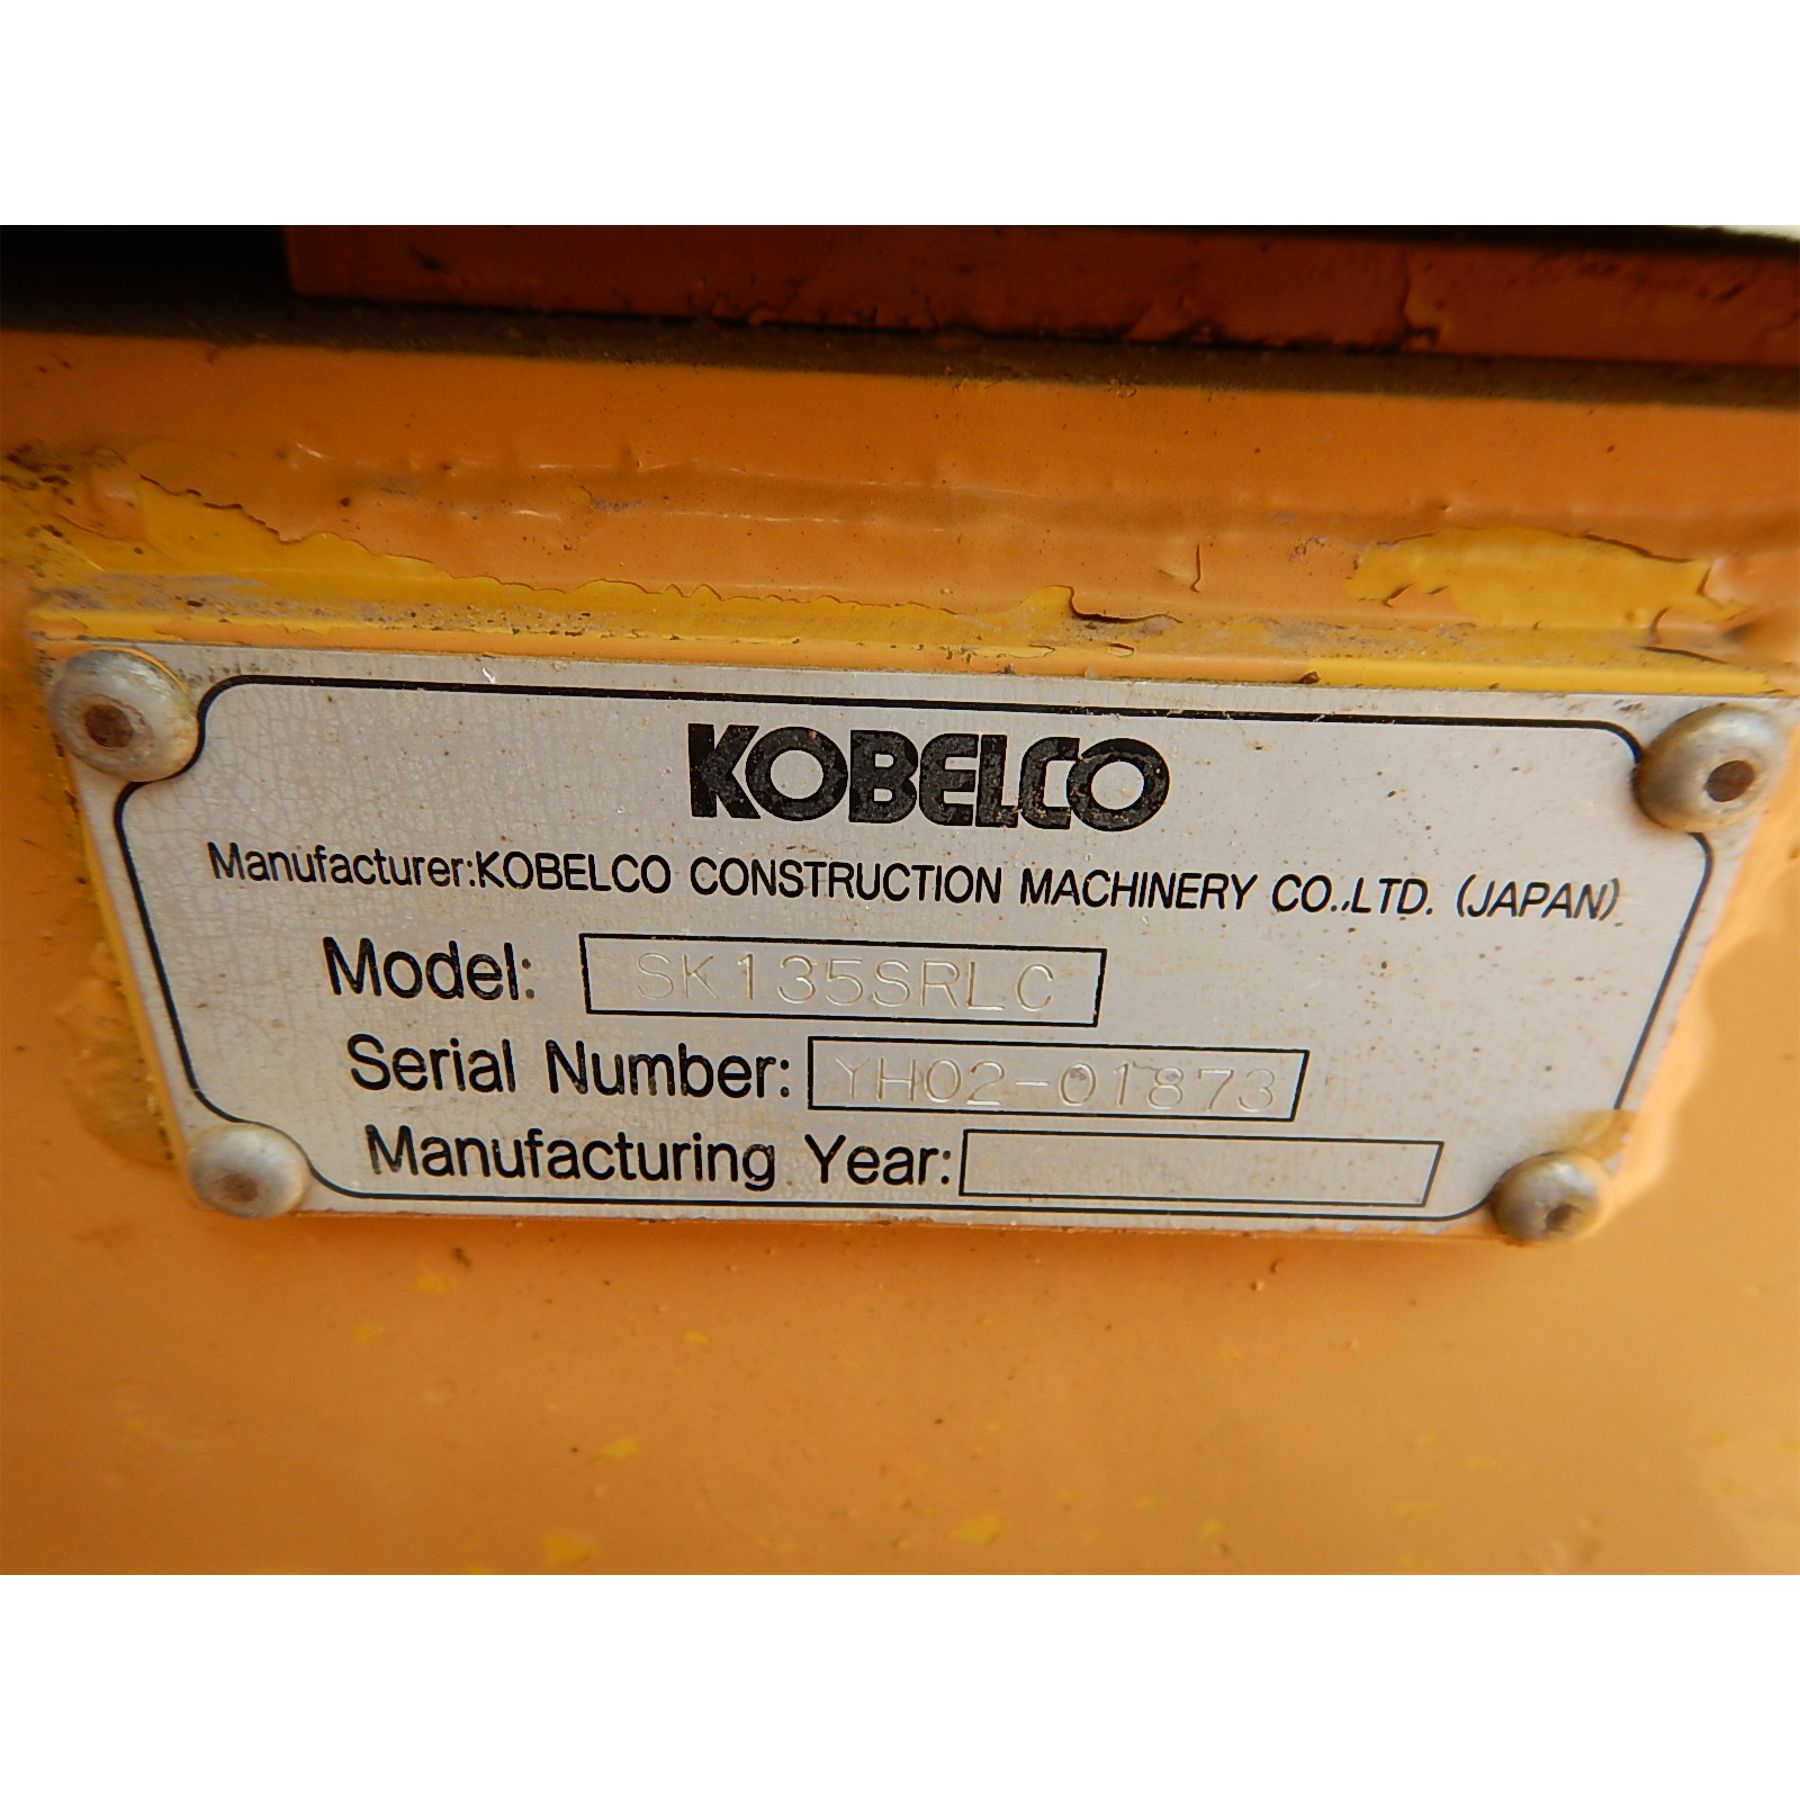 KOBELCO
Manufacturer:KOBELCO CONSTRUCTION MACHINERY CO.,LTD. (JAPAN)
Model: SK135SRLC
Serial Number: YH02-01873
Manufacturing Year: